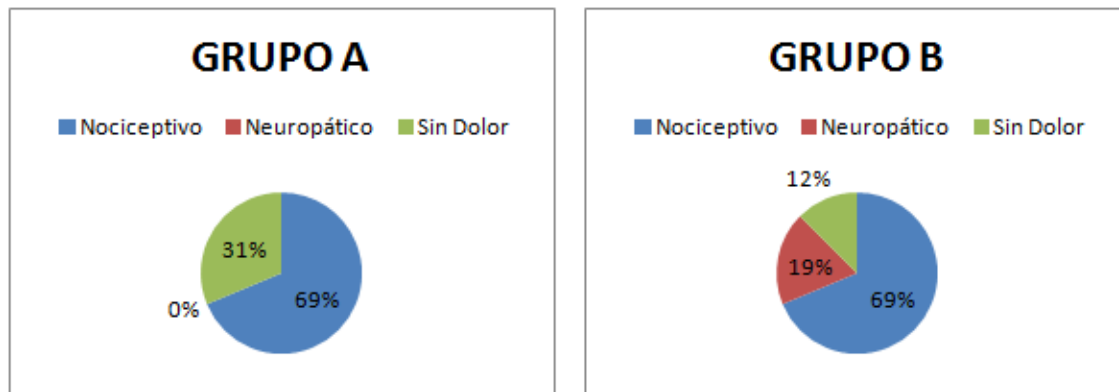 GRUPO A
Nociceptivo Neuropático Sin Dolor
31%
0%
69%
GRUPO B
Nociceptivo Neuropático Sin Dolor
12%
19%
69%